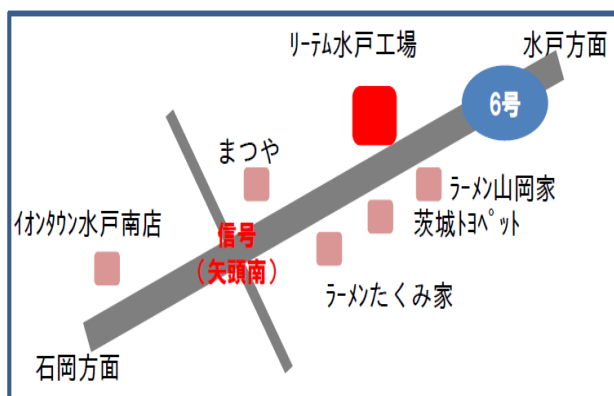 ﾘｰﾃﾑ水戸工場
水戸方面
6号
まつや
ﾗｰﾒﾝ山岡家
茨城ﾄﾖﾍﾟｯﾄ
ｲｵﾝﾀｳﾝ水戸南店
信号
（矢頭南）
ﾗｰﾒﾝたくみ家
石岡方面